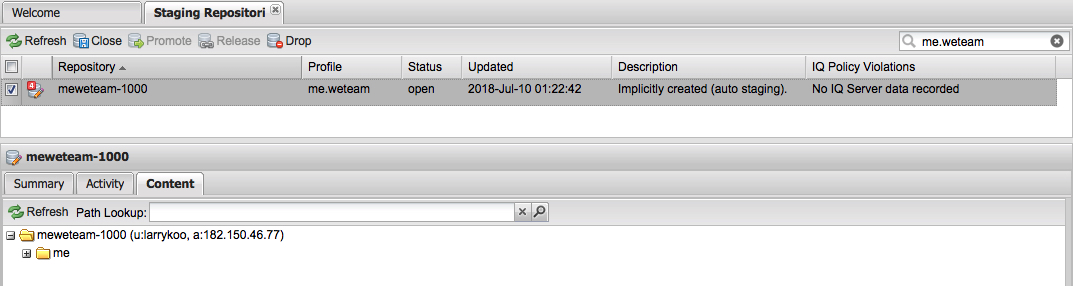 Welcome Staging Repositori
Refresh Close Promote Release Drop me.weteam
Repository Profile Status Updated Description IQ Policy Violations
meweteam-1000 me.weteam open 2018-Jul-10 01:22:42 Implicitly created (auto staging). No IQ Server data recorded
meweteam-1000
Summary Activity Content
Refresh Path Lookup:
meweteam-1000 (u:larrykoo, a:182.150.46.77)
me